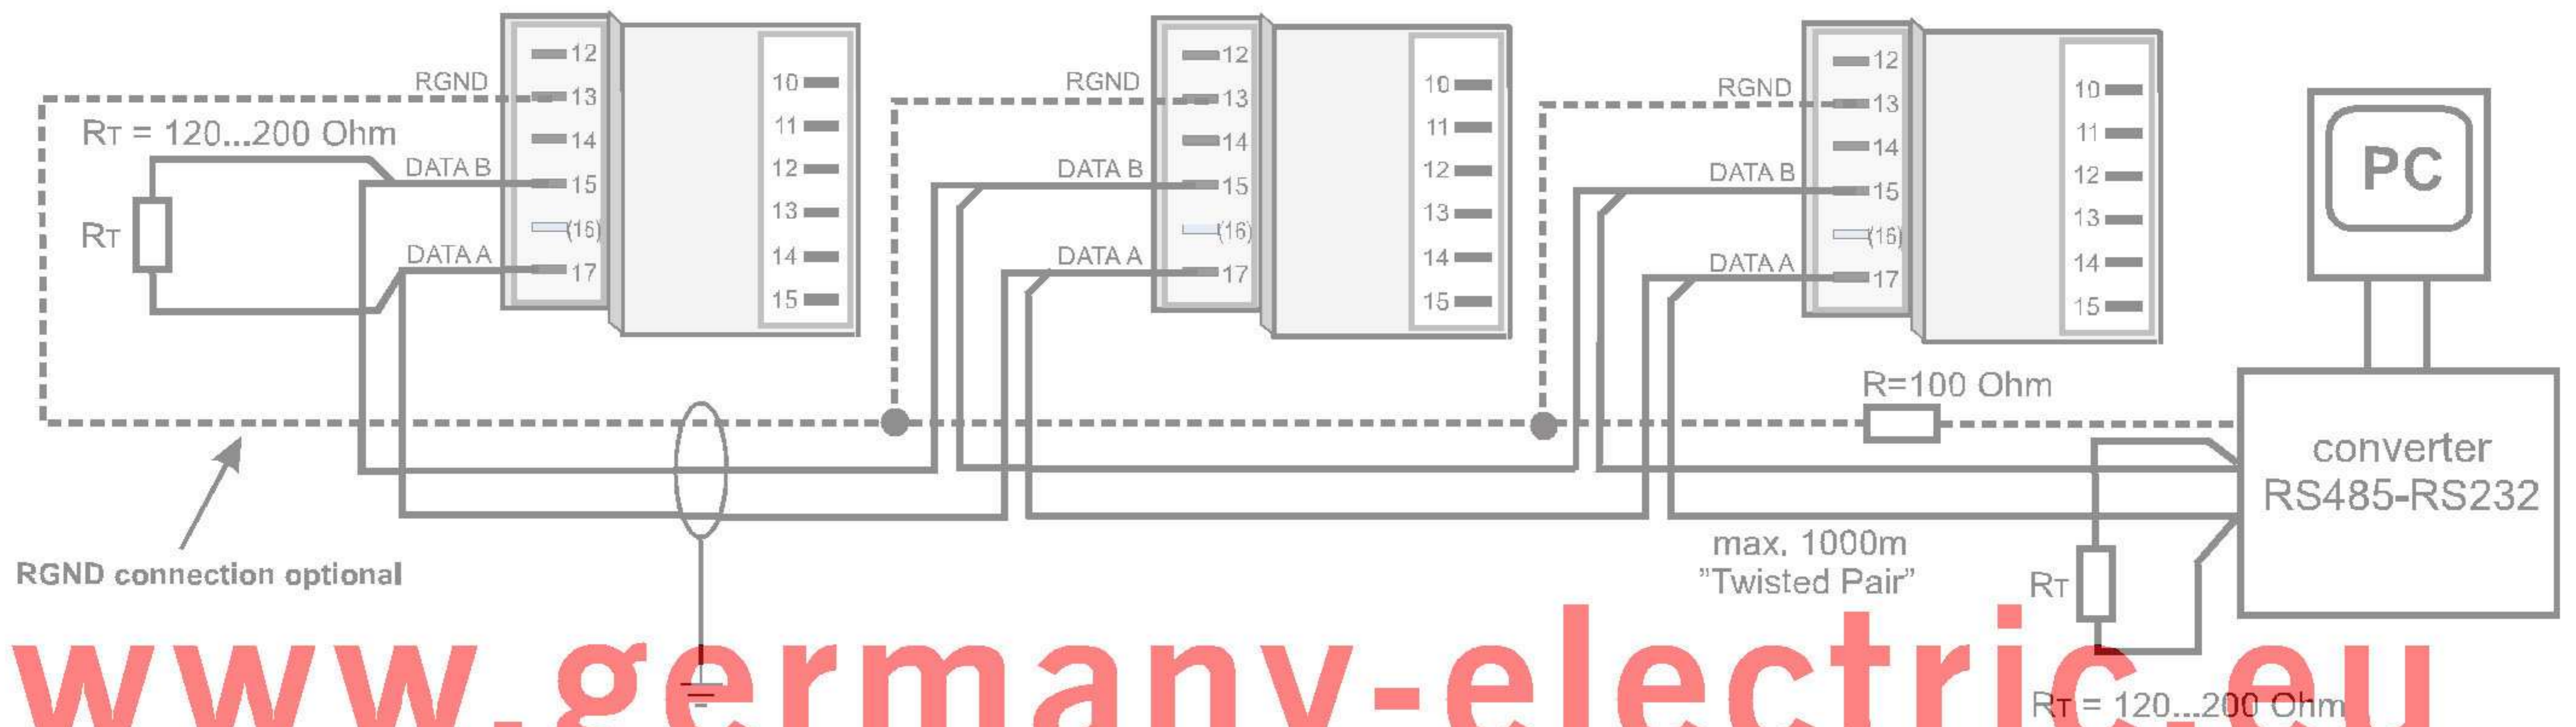 RGND
RT = 120...200 Ohm
DATA B
RT
DATA A
12
13
14
15
(16)
17
10
11
12
13
14
15
RGND connection optional
RGND
DATA B
DATA A
12
13
14
15
(16)
17
10
11
12
13
14
15
RGND
DATA B
DATA A
12
13
14
15
(16)
17
10
11
12
13
14
15
PC
R=100 Ohm
converter
RS485-RS232
max. 1000m
"Twisted Pair"
RT
RT = 120...200 Ohm
www.germany-electric.eu